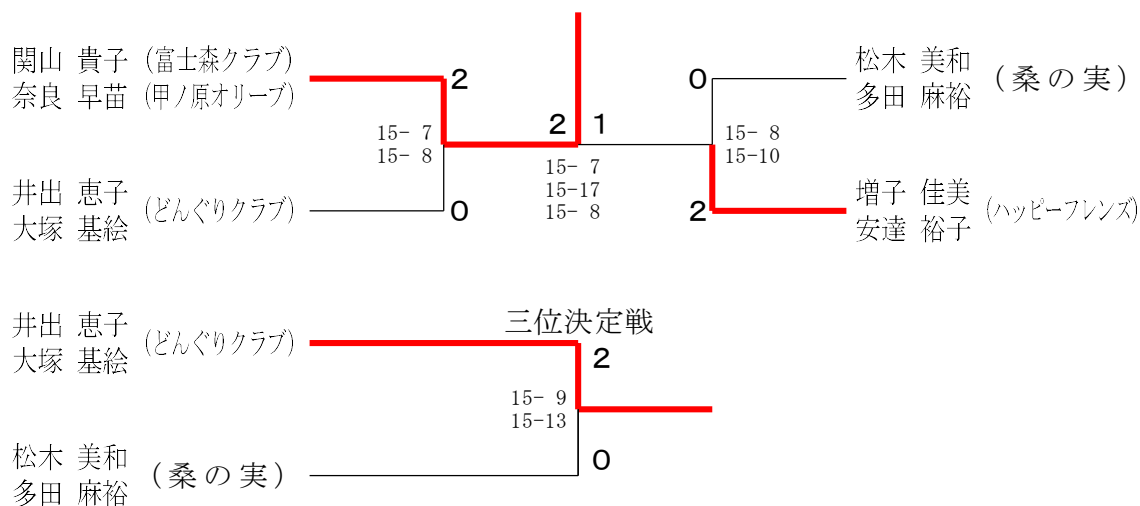 関山 貴子 (富士森クラブ)
奈良 早苗 (甲ノ原オリーブ)
2
15- 7
15- 8
井出 恵子
大塚 基絵
(どんぐりクラブ)
0
2 1
15- 7
15-17
15- 8
0
松木 美和
多田 麻裕
(桑の実)
15- 8
15-10
2
増子 佳美
安達 裕子
(ハッピーフレンズ)
三位決定戦
井出 恵子
大塚 基絵
(どんぐりクラブ)
2
15- 9
15-13
松木 美和
多田 麻裕
(桑の実)
0